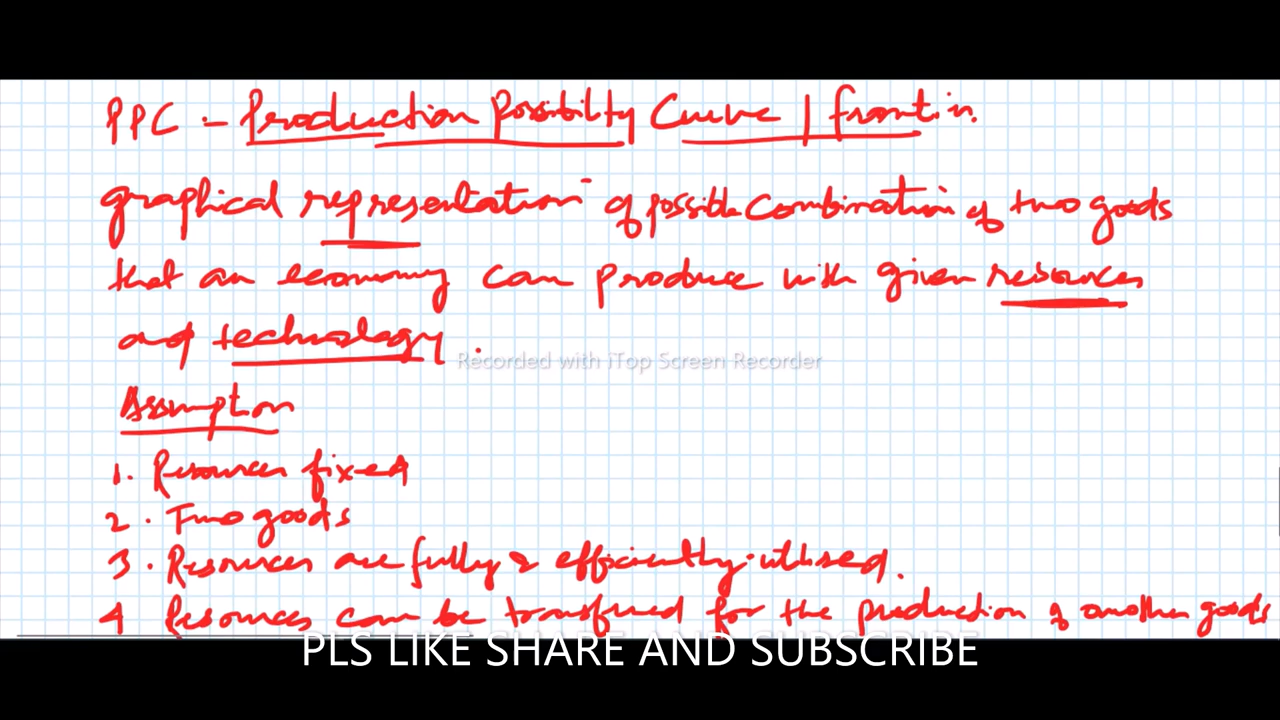 PPC - Production Possibility Curve / frontier.
graphical representation of possible Combination of two goods
that an economy can produce with given resources
and technology.
Recorded with iTop Screen Recorder
Assumption
1. Resources fixed
2. Two goods
3. Resources are fully & efficiently utilised.
4 Resources can be transfered for the production of another goods
PLS LIKE SHARE AND SUBSCRIBE